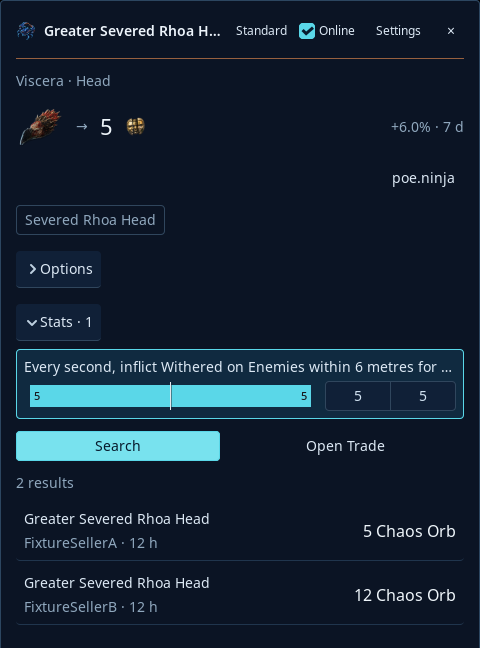 Greater Severed Rhoa H... Standard Online Settings ×
Viscera · Head
→ 5 +6.0% · 7 d
poe.ninja
Severed Rhoa Head
Options
Stats · 1
Every second, inflict Withered on Enemies within 6 metres for ...
5 5 5 5
Search Open Trade
2 results
Greater Severed Rhoa Head
5 Chaos Orb
FixtureSellerA · 12 h
Greater Severed Rhoa Head
12 Chaos Orb
FixtureSellerB · 12 h